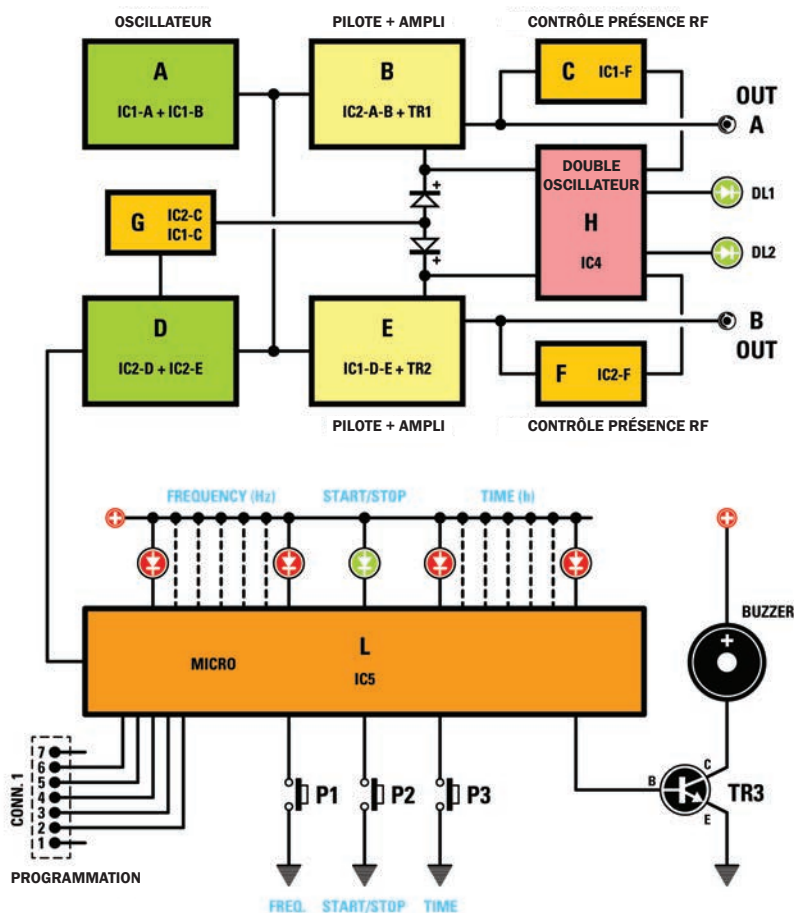 OSCILLATEUR
PILOTE + AMPLI
CONTRÔLE PRÉSENCE RF
A
IC1-A + IC1-B
B
IC2-A-B + TR1
C IC1-F
OUT
A
DOUBLE
OSCILLATEUR
H
IC4
DL1
DL2
G IC2-C
IC1-C
+
+
D
IC2-D + IC2-E
E
IC1-D-E + TR2
F IC2-F
B
OUT
PILOTE + AMPLI
CONTRÔLE PRÉSENCE RF
FREQUENCY (Hz)
START/STOP
TIME (h)
+
+
BUZZER
+
L
MICRO
IC5
CONN. 1
7
6
5
4
3
2
1
PROGRAMMATION
P1
P2
P3
B
C
E
TR3
FREQ.
START/STOP
TIME